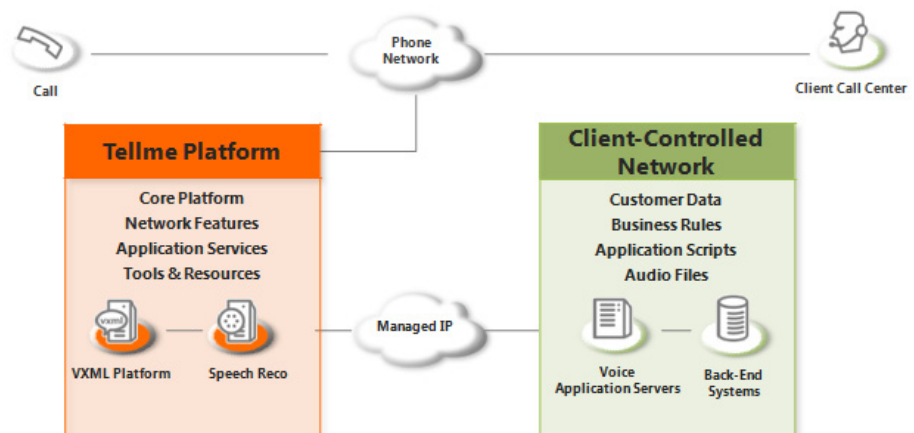 Phone
Network
Call
Client Call Center
Tellme Platform
Core Platform
Network Features
Application Services
Tools & Resources
vxml
VXML Platform
Speech Reco
Managed IP
Client-Controlled
Network
Customer Data
Business Rules
Application Scripts
Audio Files
Voice
Application Servers
Back-End
Systems